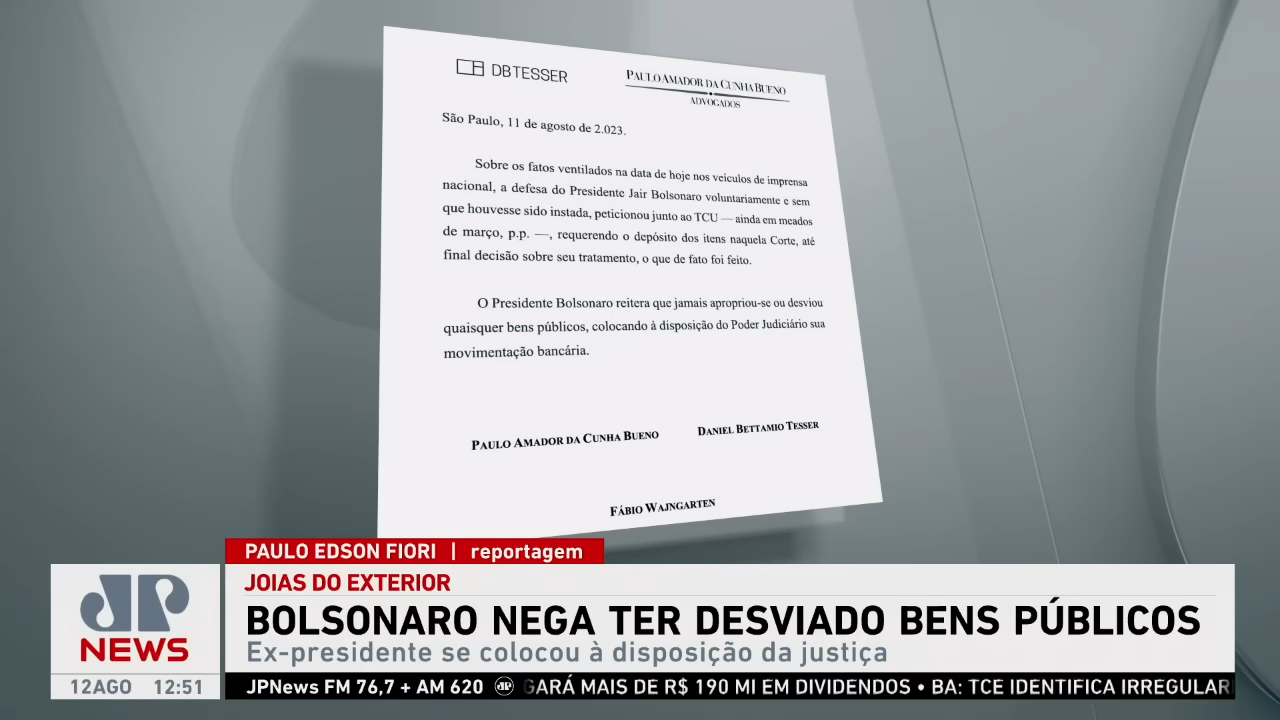 DBTESSER
PAULO AMADOR DA CUNHA BUENO
ADVOGADOS
São Paulo, 11 de agosto de 2.023.
Sobre os fatos ventilados na data de hoje nos veículos de imprensa
nacional, a defesa do Presidente Jair Bolsonaro voluntariamente e sem
que houvesse sido instada, peticionou junto ao TCU — ainda em meados
de março, p.p. —, requerendo o depósito dos itens naquela Corte, até
final decisão sobre seu tratamento, o que de fato foi feito.
O Presidente Bolsonaro reitera que jamais apropriou-se ou desviou
quaisquer bens públicos, colocando à disposição do Poder Judiciário sua
movimentação bancária.
PAULO AMADOR DA CUNHA BUENO
DANIEL BETTAMIO TESSER
FÁBIO WAJNGARTEN
PAULO EDSON FIORI | reportagem
JOIAS DO EXTERIOR
BOLSONARO NEGA TER DESVIADO BENS PÚBLICOS
Ex-presidente se colocou à disposição da justiça
JP
NEWS
12AGO 12:51
JPNews FM 76,7 + AM 620 JP GARÁ MAIS DE R$ 190 MI EM DIVIDENDOS • BA: TCE IDENTIFICA IRREGULAR